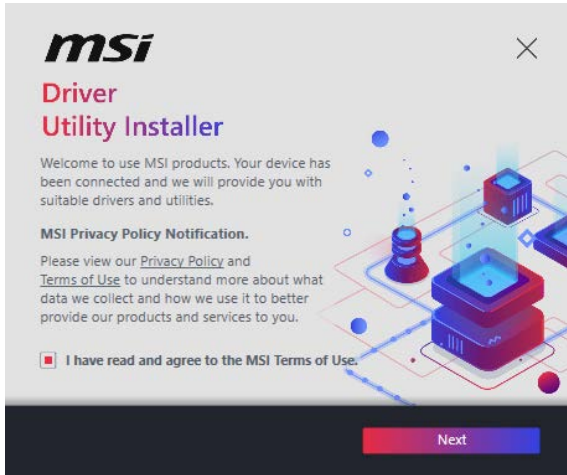 msi
Driver
Utility Installer
Welcome to use MSI products. Your device has
been connected and we will provide you with
suitable drivers and utilities.
MSI Privacy Policy Notification.
Please view our Privacy Policy and
Terms of Use to understand more about what
data we collect and how we use it to better
provide our products and services to you.
I have read and agree to the MSI Terms of Use.
Next